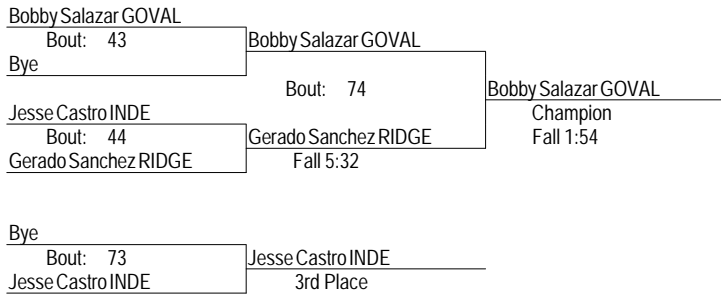 Bobby Salazar GOVAL
Bout: 43
Bye
Bobby Salazar GOVAL
Bout: 74
Jesse Castro INDE
Bout: 44
Gerado Sanchez RIDGE
Gerado Sanchez RIDGE
Fall 5:32
Bobby Salazar GOVAL
Champion
Fall 1:54
Bye
Bout: 73
Jesse Castro INDE
Jesse Castro INDE
3rd Place